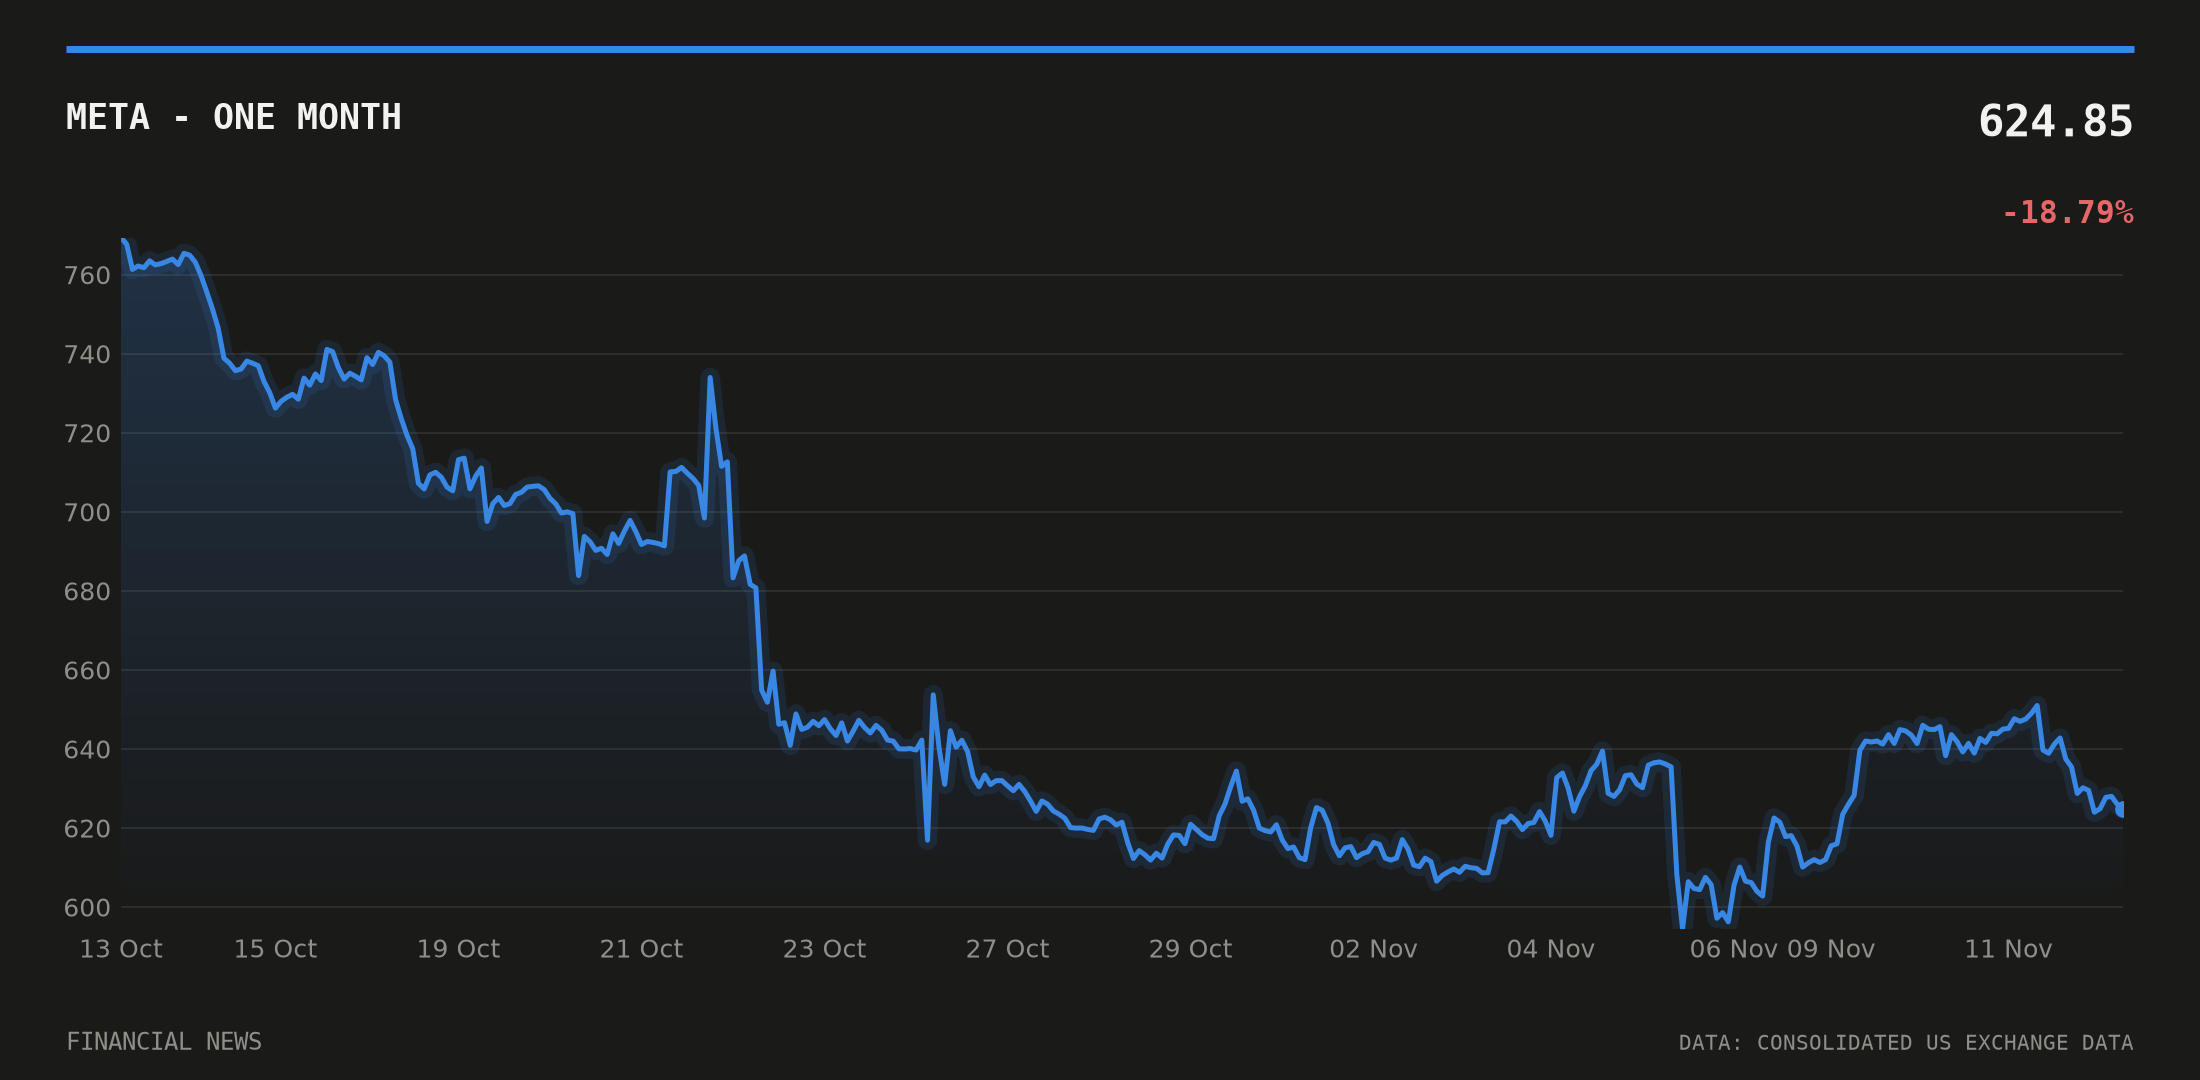 META - ONE MONTH
624.85
-18.79%
760
740
720
700
680
660
640
620
600
13 Oct
15 Oct
19 Oct
21 Oct
23 Oct
27 Oct
29 Oct
02 Nov
04 Nov
06 Nov
09 Nov
11 Nov
FINANCIAL NEWS
DATA: CONSOLIDATED US EXCHANGE DATA